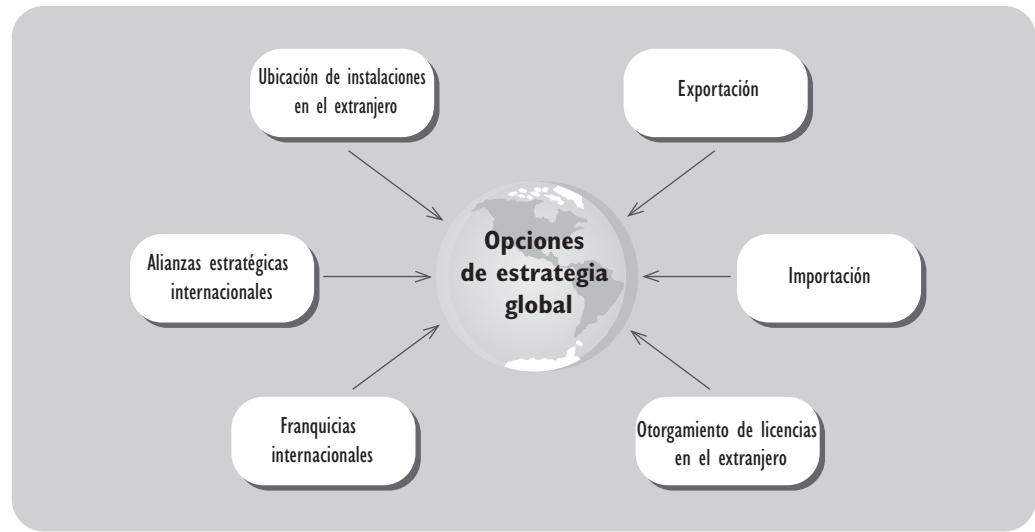 Ubicación de instalaciones
en el extranjero
Exportación
Alianzas estratégicas
internacionales
Opciones
de estrategia
global
Importación
Franquicias
internacionales
Otorgamiento de licencias
en el extranjero